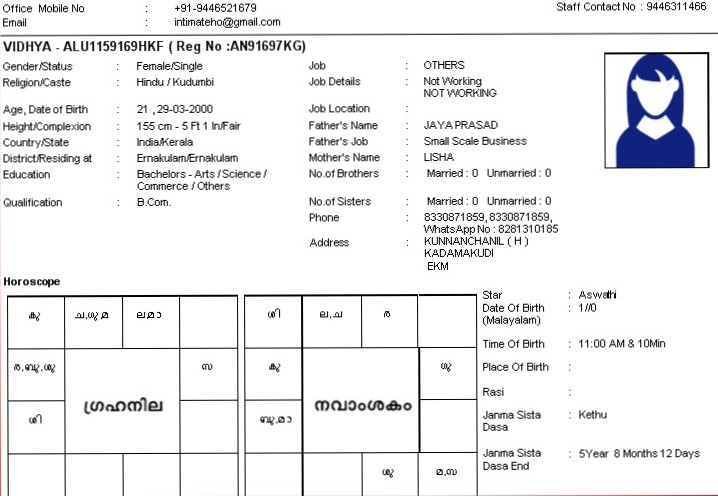 Office Mobile No : +91-9446521679 Staff Contact No : 9446311466
Email : intimateho@gmail.com
VIDHYA - ALU1159169HKF ( Reg No :AN91697KG)
Gender/Status : Female/Single
Religion/Caste : Hindu / Kudumbi
Age, Date of Birth : 21 ,29-03-2000
Height/Complexion : 155 cm - 5 Ft 1 In/Fair
Country/State : India/Kerala
District/Residing at : Ernakulam/Ernakulam
Education : Bachelors - Arts / Science /
Commerce / Others
Qualification : B.Com.
Job : OTHERS
Job Details : Not Working
NOT WORKING
Job Location :
Father's Name : JAYA PRASAD
Father's Job : Small Scale Business
Mother's Name : LISHA
No.of Brothers : Married : 0 Unmarried : 0
No.of Sisters : Married : 0 Unmarried : 0
Phone : 8330871859, 8330871859,
WhatsApp No : 8281310185
Address : KUNNANCHANIL ( H )
KADAMAKUDI
EKM
Horoscope
കു ച,ഗു,മ ല,മാ
ര,ബു,ശു സ
ഗ്രഹനില
ശി
ശി ല,ച ര
കു ഗു
നവാംശകം
ബു,മാ
ശു മ,സ
Star : Aswathi
Date Of Birth : 1//0
(Malayalam)
Time Of Birth : 11:00 AM & 10Min
Place Of Birth :
Rasi :
Janma Sista : Kethu
Dasa
Janma Sista : 5Year 8 Months 12 Days
Dasa End